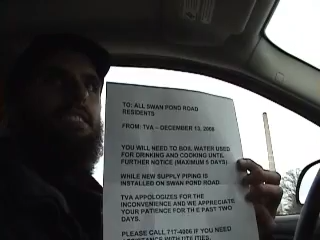 TO: ALL SWAN POND ROAD
RESIDENTS
FROM: TVA – DECEMBER 13, 2008
YOU WILL NEED TO BOIL WATER USED
FOR DRINKING AND COOKING UNTIL
FURTHER NOTICE (MAXIMUM 5 DAYS)
WHILE NEW SUPPLY PIPING IS
INSTALLED ON SWAN POND ROAD.
TVA APOLOGIZES FOR THE
INCONVENIENCE AND WE APPRECIATE
YOUR PATIENCE FOR THE PAST TWO
DAYS.
PLEASE CALL 717-4006 IF YOU NEED
ASSISTANCE WITH UTILITIES.